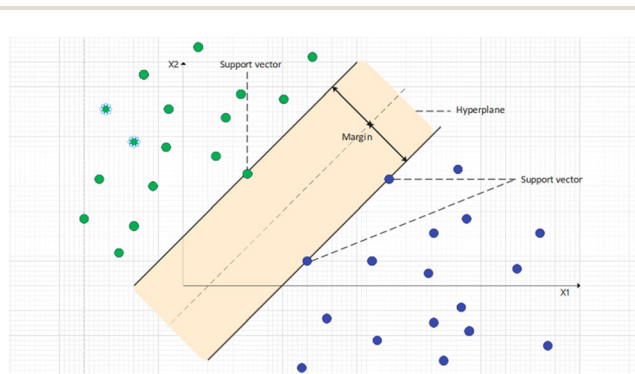 X2
Support vector
Hyperplane
Margin
Support vector
X1